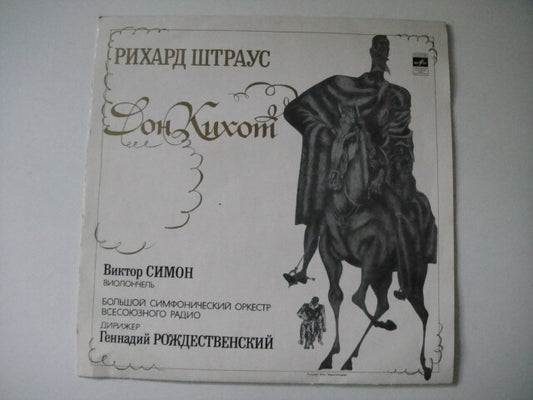 РИХАРД ШТРАУС
Дон Кихот
Виктор СИМОН
ВИОЛОНЧЕЛЬ
БОЛЬШОЙ СИМФОНИЧЕСКИЙ ОРКЕСТР
ВСЕСОЮЗНОГО РАДИО
ДИРИЖЕР
Геннадий РОЖДЕСТВЕНСКИЙ